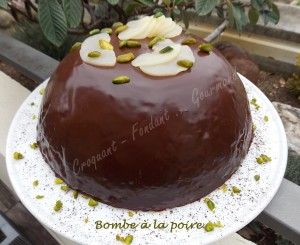 Croquant - Fondant ... Gourmand
Bombe à la poire